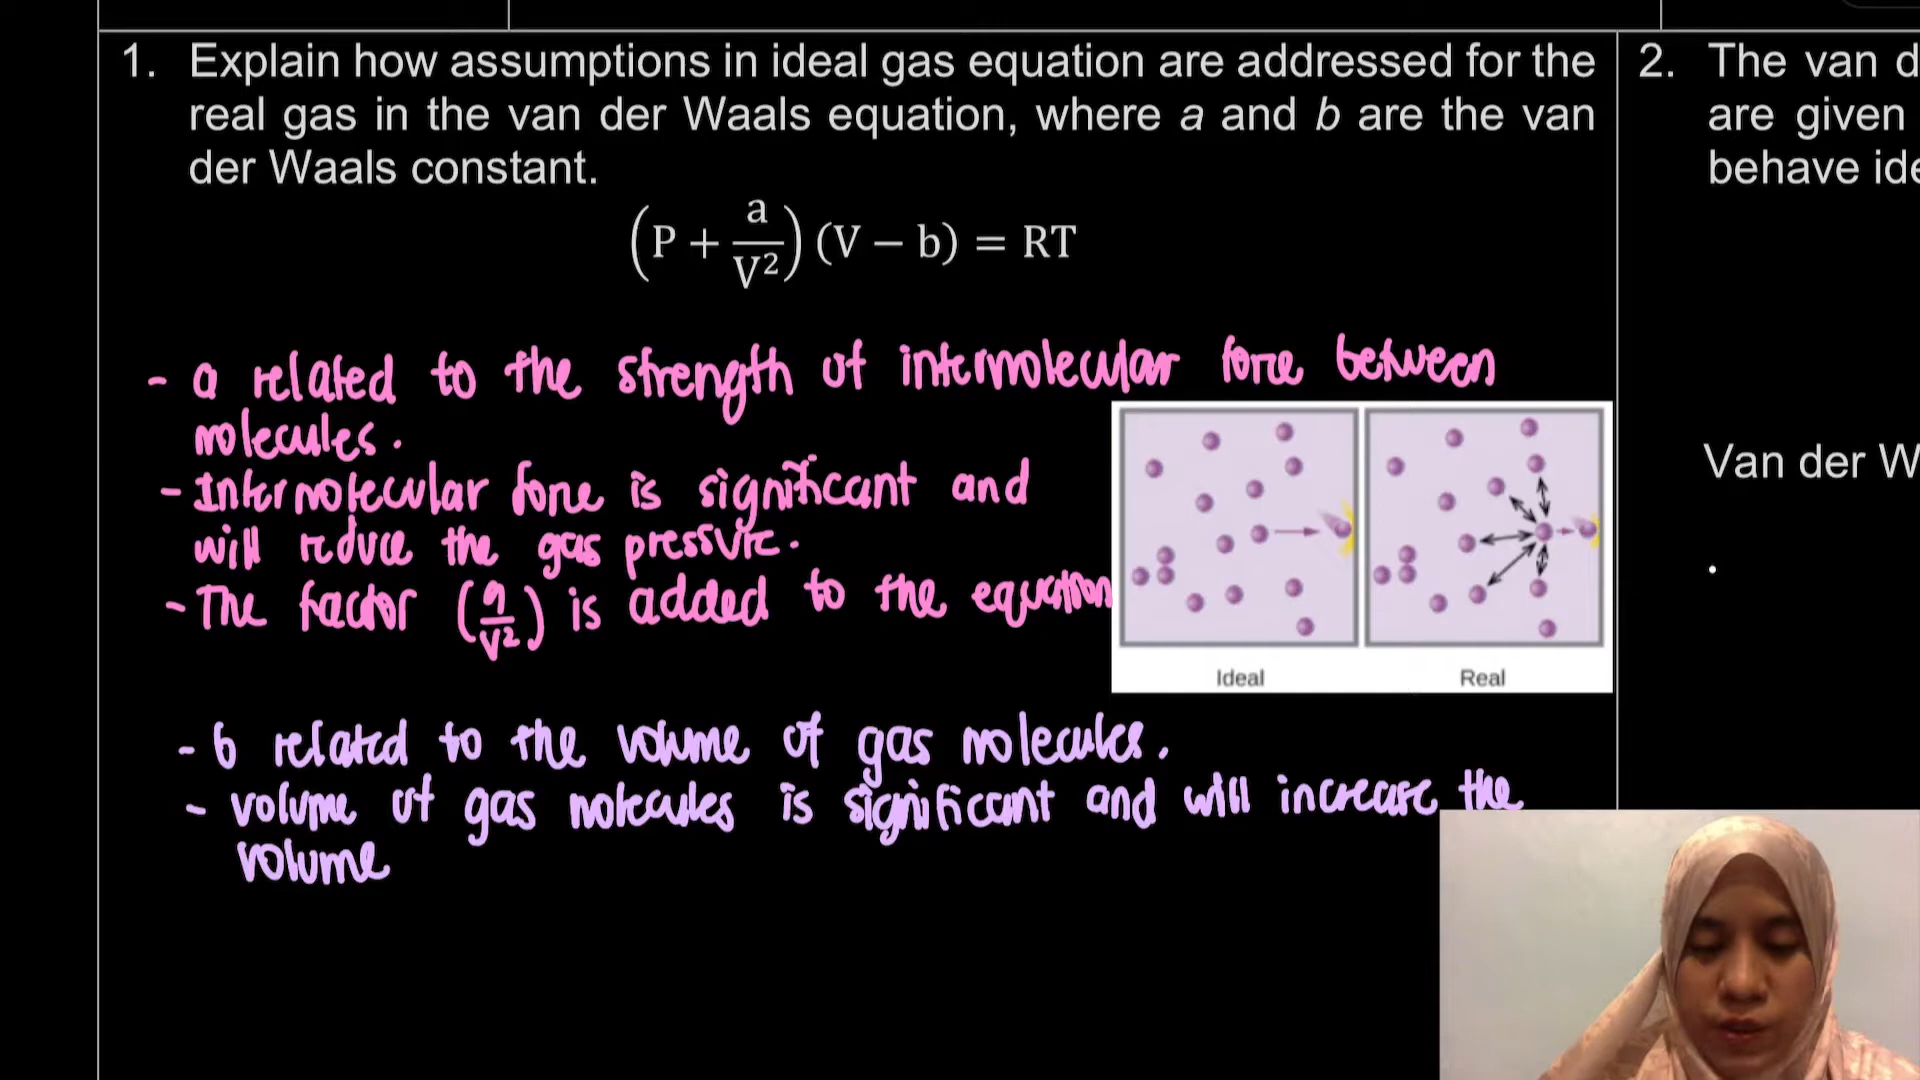 1. Explain how assumptions in ideal gas equation are addressed for the
real gas in the van der Waals equation, where a and b are the van
der Waals constant.
(P + a/V²) (V − b) = RT
- a related to the strength of intermolecular force between
molecules.
- Intermolecular force is significant and
will reduce the gas pressure.
- The factor (a/V²) is added to the equation
Ideal
Real
- b related to the volume of gas molecules.
- volume of gas molecules is significant and will increase the
volume
2. The van d
are given
behave ide
Van der W
.